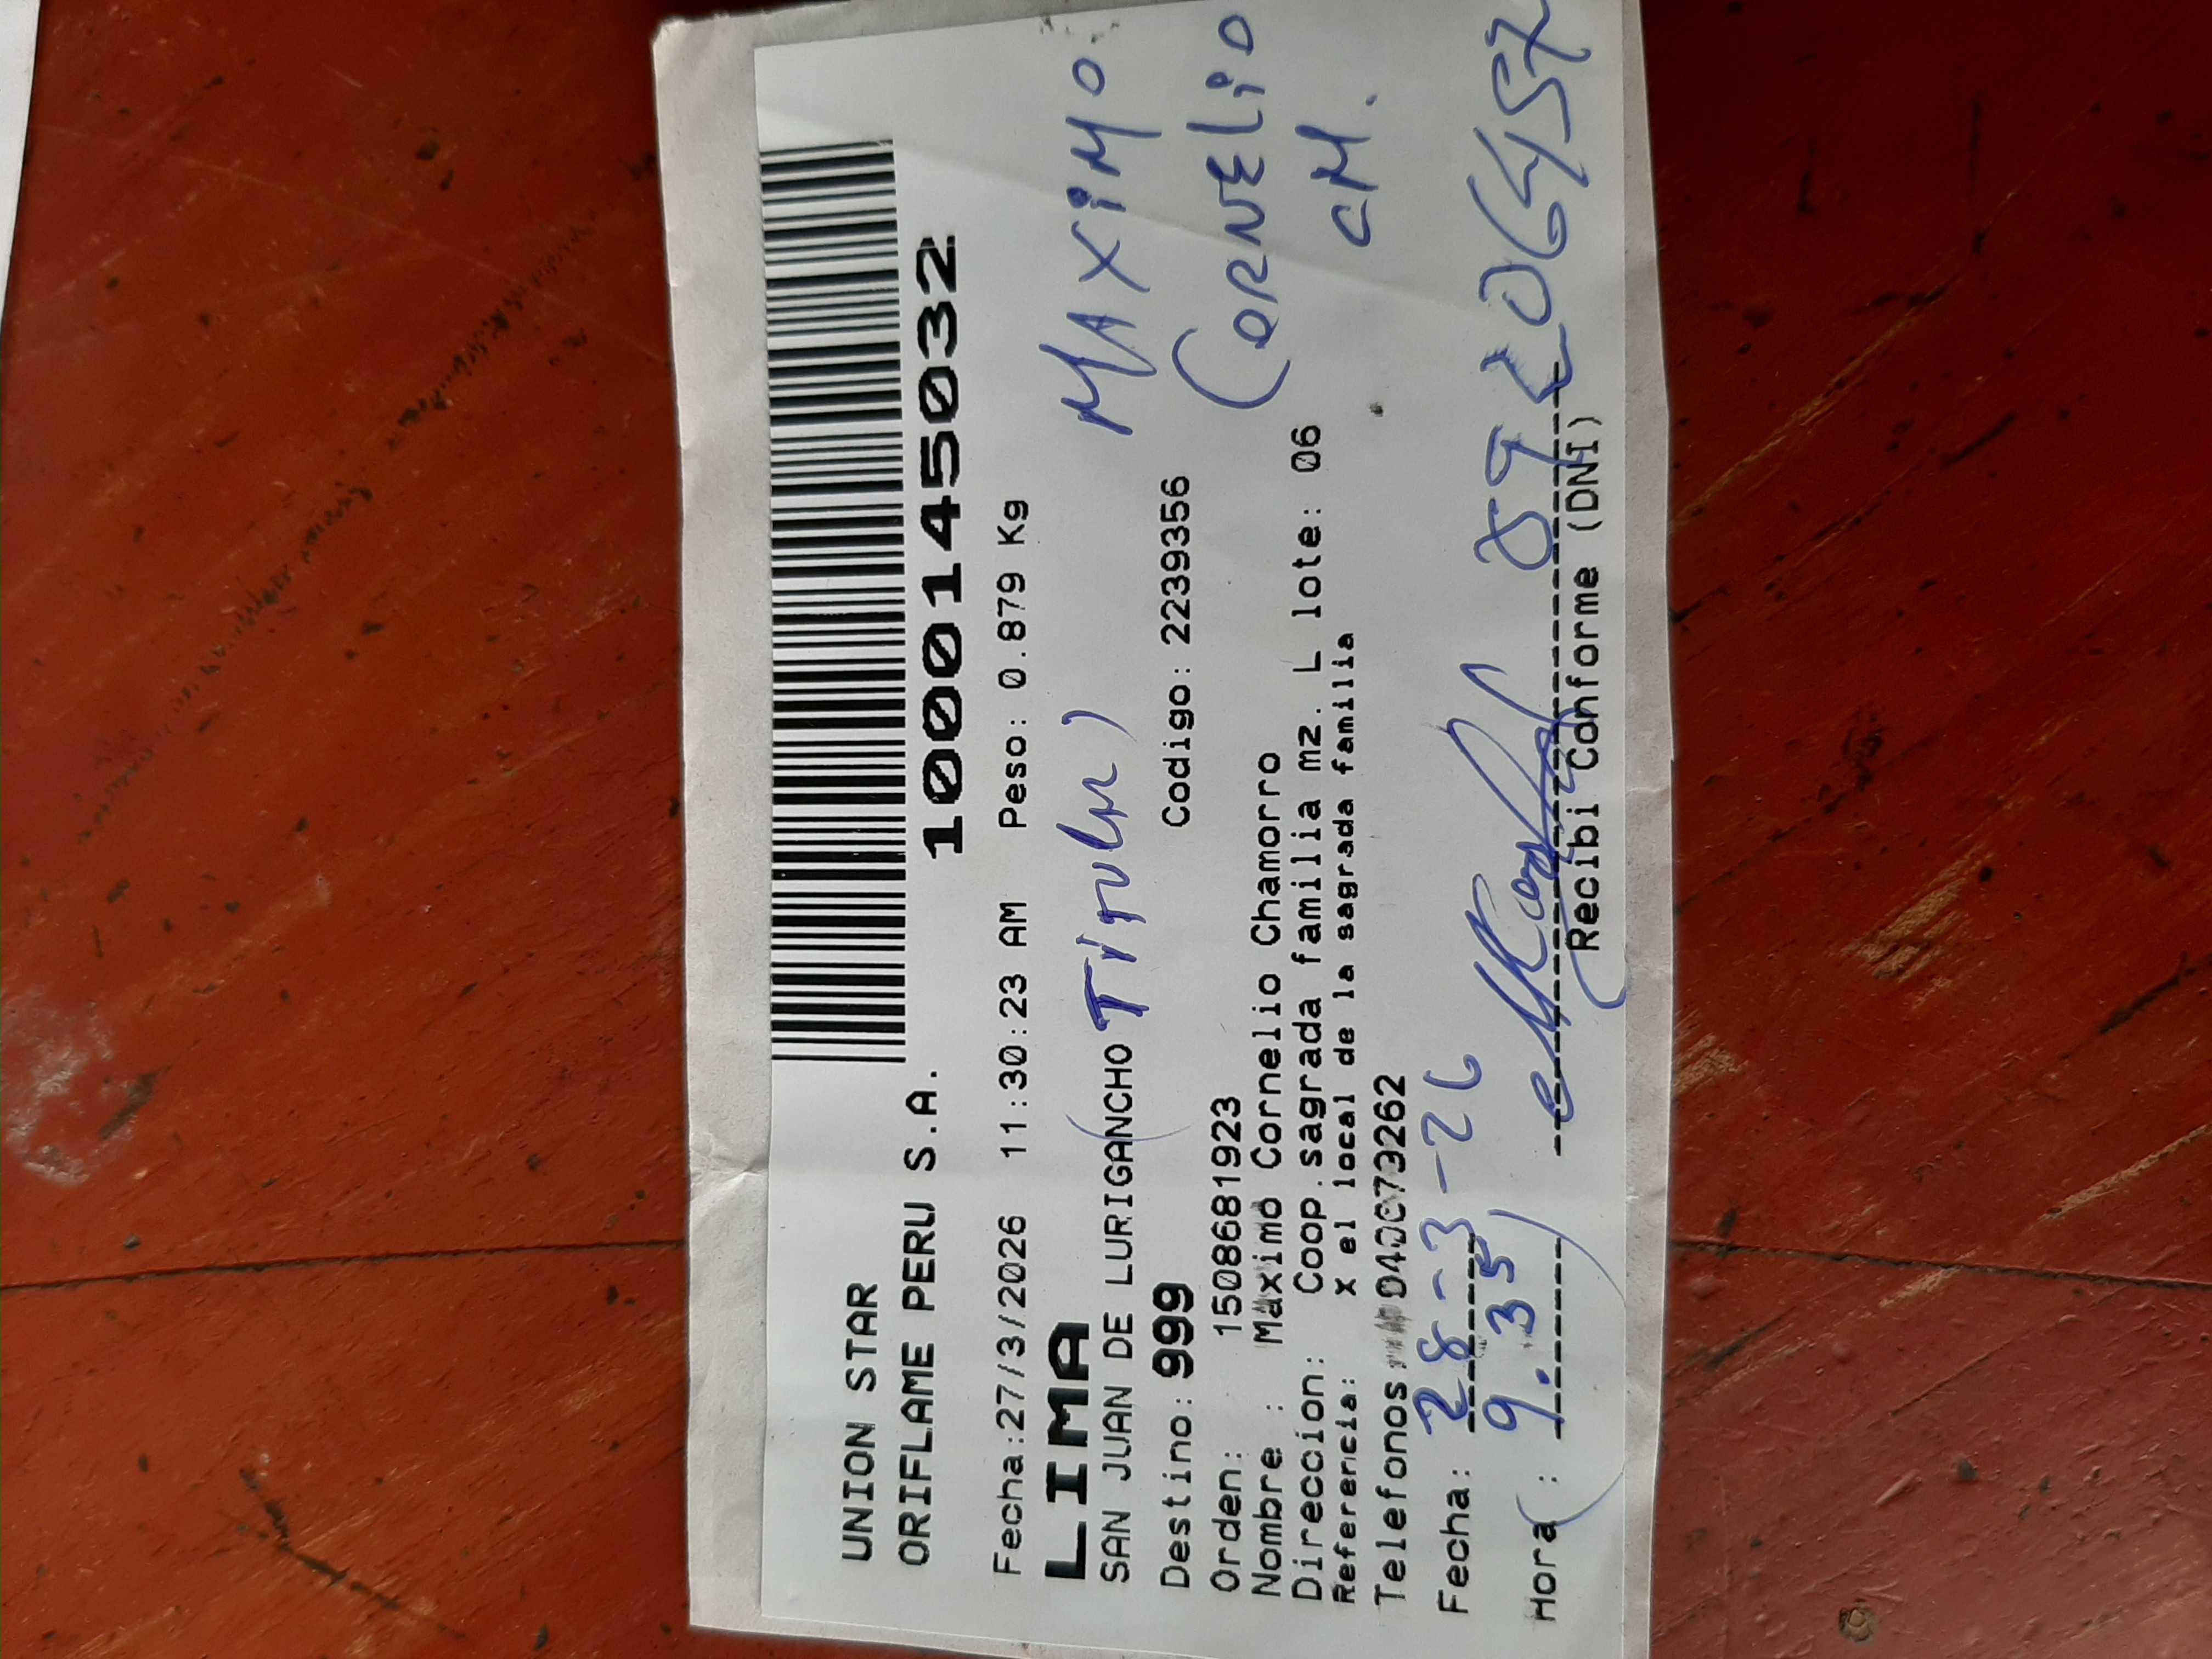 UNION STAR
ORIFLAME PERU S.A.
1000145032
Fecha:27/3/2026 11:30:23 AM Peso: 0.879 Kg
LIMA
SAN JUAN DE LURIGANCHO (TITULAR)
MAXIMO
CORNELIO
CM.
Destino: 999 Codigo: 2239356
Orden: 1508681923
Nombre : Maximo Cornelio Chamorro
Direccion: Coop.sagrada familia mz. L lote: 06
Referencia: x el local de la sagrada familia
Telefonos:
Fecha: 28-3-26
Hora: 9.35
Recibi Conforme (DNI)